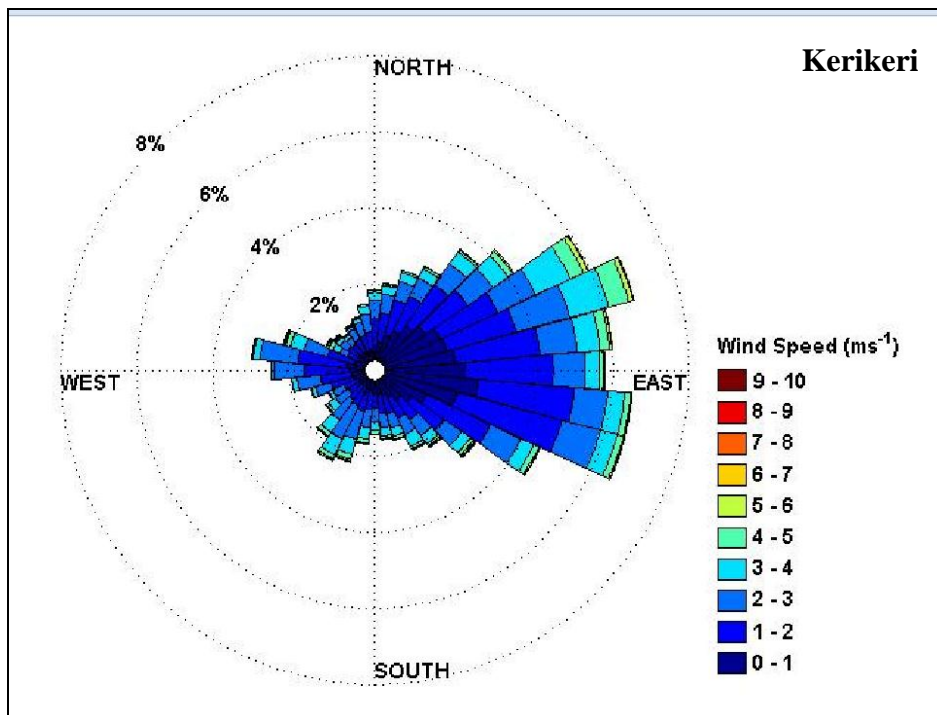 Kerikeri
NORTH
8%
6%
4%
2%
WEST
EAST
SOUTH
Wind Speed (ms⁻¹)
9 - 10
8 - 9
7 - 8
6 - 7
5 - 6
4 - 5
3 - 4
2 - 3
1 - 2
0 - 1